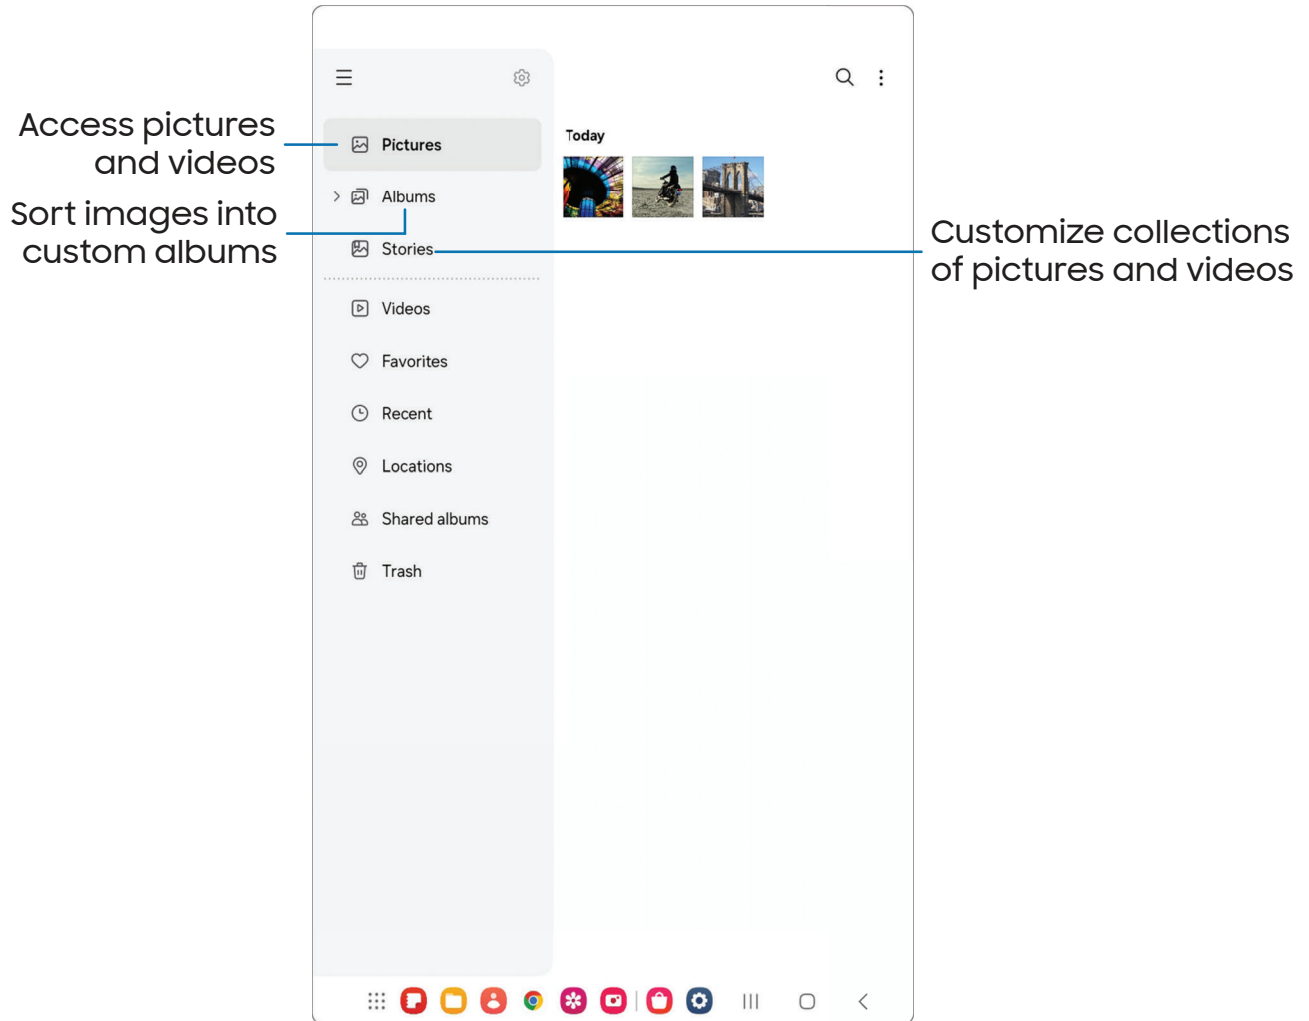 Access pictures
and videos
Sort images into
custom albums
Pictures
Albums
Stories
Videos
Favorites
Recent
Locations
Shared albums
Trash
Today
Customize collections
of pictures and videos